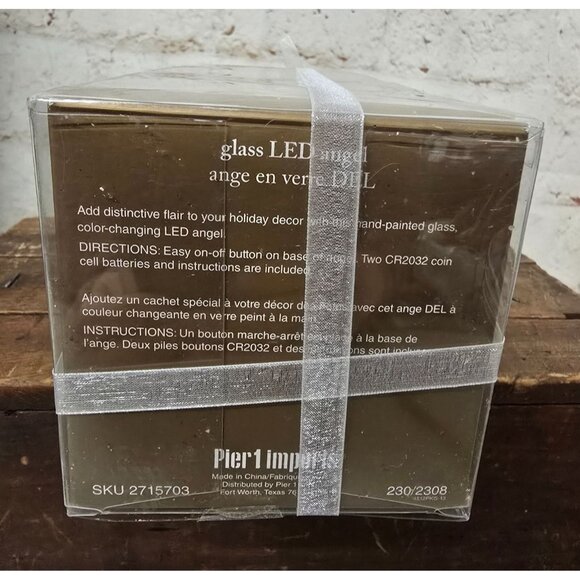 glass LED angel
ange en verre DEL
Add distinctive flair to your holiday decor with this hand-painted glass,
color-changing LED angel.
DIRECTIONS: Easy on-off button on base of angel. Two CR2032 coin
cell batteries and instructions are included.
Ajoutez un cachet spécial à votre décor des Fêtes avec cet ange DEL à
couleur changeante en verre peint à la main.
INSTRUCTIONS: Un bouton marche-arrêt à la base de
l'ange. Deux piles boutons CR2032 et des instructions sont
Pier 1 imports
Made in China/Fabriqué
Distributed by Pier 1
Fort Worth, Texas 76
SKU 2715703
230/2308